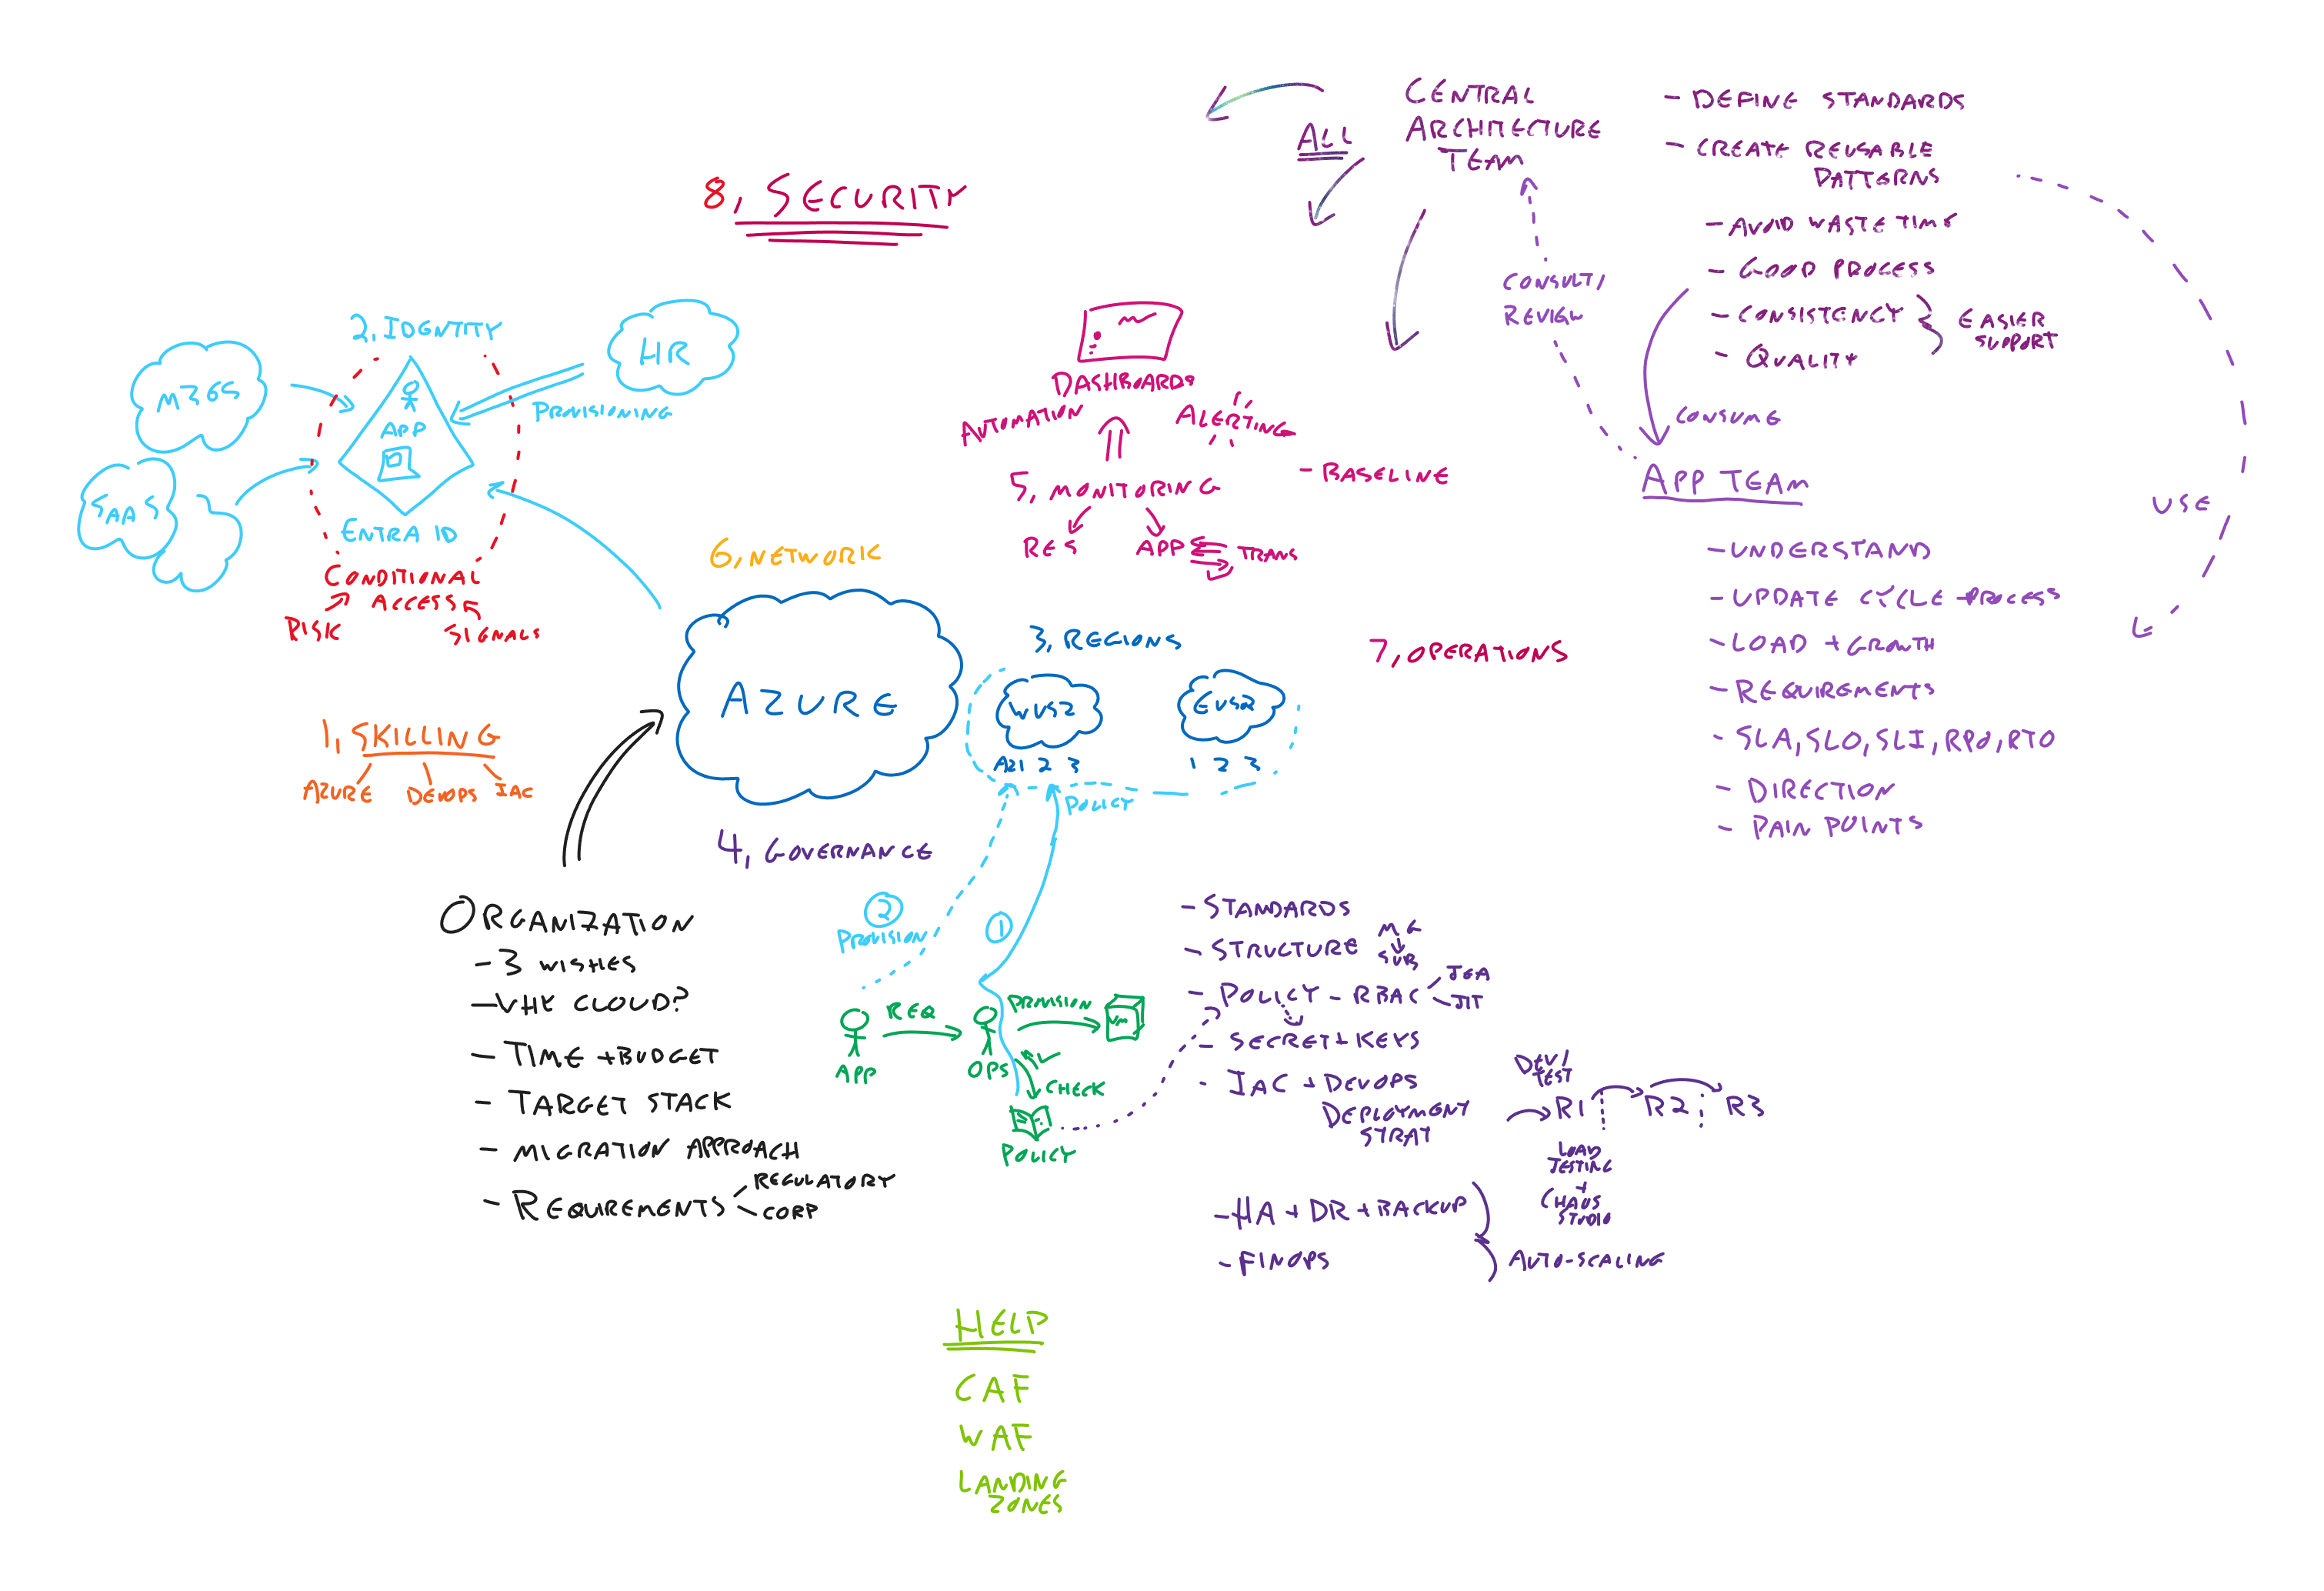 8, SECURITY
2, IDENTITY
M365
SAAS
HR
PROVISIONING
APP
ENTRA ID
CONDITIONAL
ACCESS
RISK
SIGNALS
1, SKILLING
AZURE
DEVOPS
IAC
6, NETWORK
AZURE
4, GOVERNANCE
ORGANIZATION
- 3 WISHES
- WHY CLOUD?
- TIME + BUDGET
- TARGET STACK
- MIGRATION APPROACH
- REQUIREMENTS
REGULATORY
CORP
DASHBOARDS
AUTOMATION
ALERTING
- BASELINE
5, MONITORING
RES
APP
TRANS
3, REGIONS
WUS2
EUS2
AZ1 2 3
1 2 3
POLICY
7, OPERATIONS
2
PROVISION
1
APP
REQ
OPS
PROVISION
VM
CHECK
POLICY
- STANDARDS
- STRUCTURE
MG
SUB
- POLICY - RBAC
JEA
JIT
- SECRET + KEYS
- IAC + DEVOPS
DEPLOYMENT
STRAT
DEV/
TEST
R1
R2
R3
LOAD
TESTING
+
CHAOS
STUDIO
- HA + DR + BACKUP
- FINOPS
AUTO-SCALING
ALL
CENTRAL
ARCHITECTURE
TEAM
- DEFINE STANDARDS
- CREATE REUSABLE
PATTERNS
- AVOID WASTE TIME
- GOOD PROCESS
- CONSISTENCY
- QUALITY
EASIER
SUPPORT
CONSULT/
REVIEW
CONSUME
USE
APP TEAM
- UNDERSTAND
- UPDATE CYCLE + PROCESS
- LOAD + GROWTH
- REQUIREMENTS
- SLA, SLO, SLI, RPO, RTO
- DIRECTION
- PAIN POINTS
HELP
CAF
WAF
LANDING
ZONES